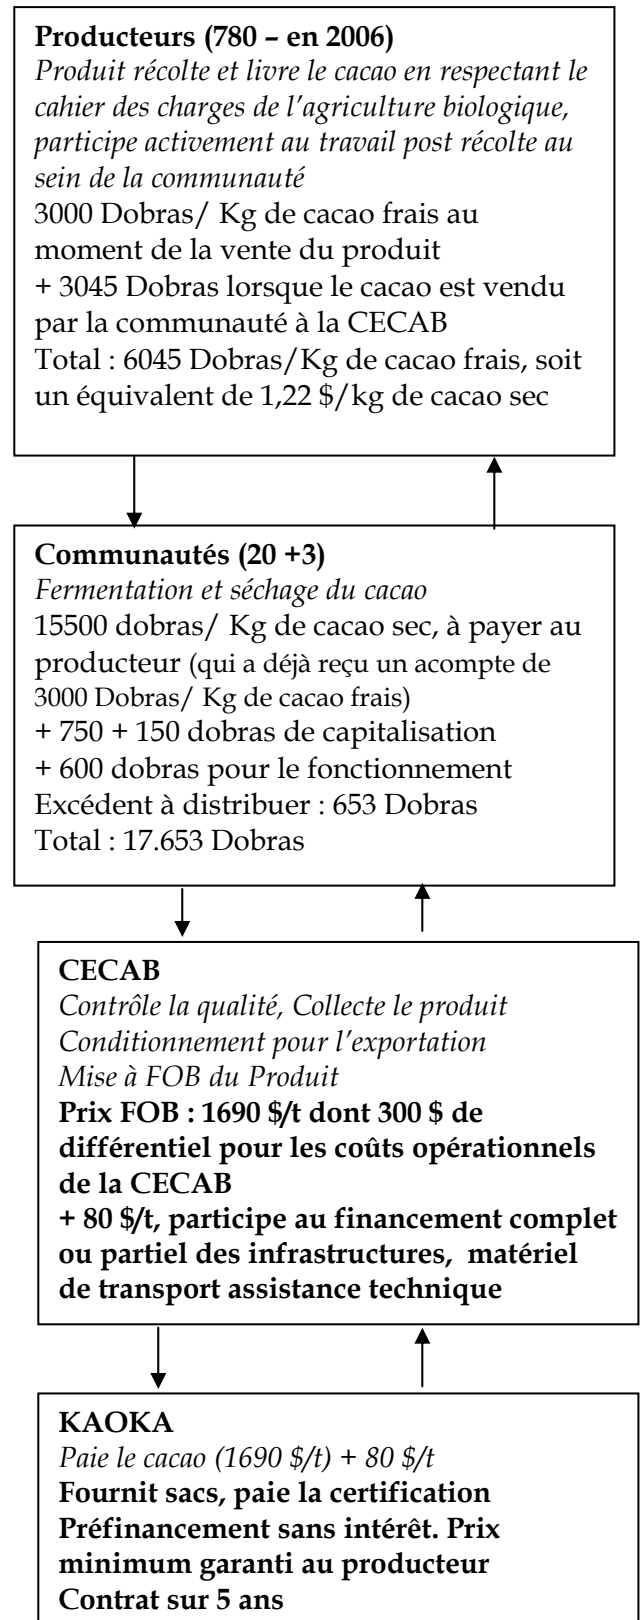 Producteurs (780 – en 2006)
Produit récolte et livre le cacao en respectant le
cahier des charges de l’agriculture biologique,
participe activement au travail post récolte au
sein de la communauté
3000 Dobras/ Kg de cacao frais au
moment de la vente du produit
+ 3045 Dobras lorsque le cacao est vendu
par la communauté à la CECAB
Total : 6045 Dobras/Kg de cacao frais, soit
un équivalent de 1,22 $/kg de cacao sec
Communautés (20 +3)
Fermentation et séchage du cacao
15500 dobras/ Kg de cacao sec, à payer au
producteur (qui a déjà reçu un acompte de
3000 Dobras/ Kg de cacao frais)
+ 750 + 150 dobras de capitalisation
+ 600 dobras pour le fonctionnement
Excédent à distribuer : 653 Dobras
Total : 17.653 Dobras
CECAB
Contrôle la qualité, Collecte le produit
Conditionnement pour l’exportation
Mise à FOB du Produit
Prix FOB : 1690 $/t dont 300 $ de
différentiel pour les coûts opérationnels
de la CECAB
+ 80 $/t, participe au financement complet
ou partiel des infrastructures, matériel
de transport assistance technique
KAOKA
Paie le cacao (1690 $/t) + 80 $/t
Fournit sacs, paie la certification
Préfinancement sans intérêt. Prix
minimum garanti au producteur
Contrat sur 5 ans